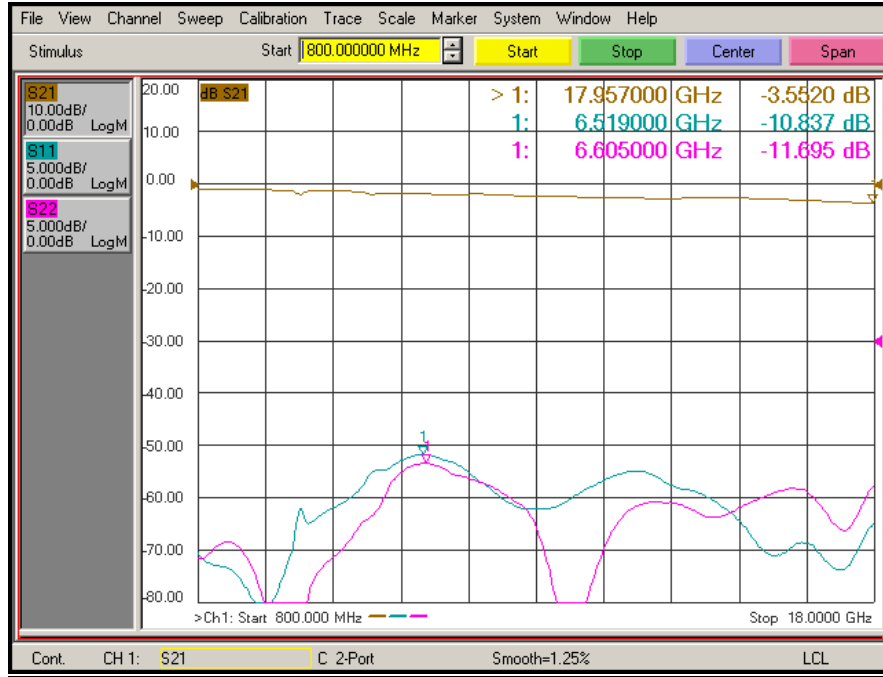 File View Channel Sweep Calibration Trace Scale Marker System Window Help
Stimulus Start 800.000000 MHz Start Stop Center Span
S21
10.00dB/
0.00dB LogM
S11
5.000dB/
0.00dB LogM
S22
5.000dB/
0.00dB LogM
dB S21
> 1: 17.957000 GHz -3.5520 dB
1: 6.519000 GHz -10.837 dB
1: 6.605000 GHz -11.695 dB
20.00
10.00
0.00
-10.00
-20.00
-30.00
-40.00
-50.00
-60.00
-70.00
-80.00
1
>Ch1: Start 800.000 MHz Stop 18.0000 GHz
Cont. CH 1: S21 C 2-Port Smooth=1.25% LCL